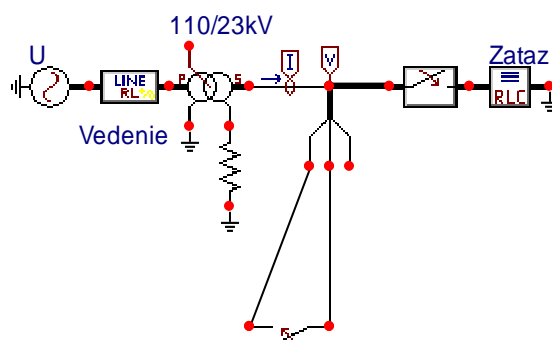 110/23kV
U
I
V
Zataz
LINE
RL
P
S
RLC
Vedenie